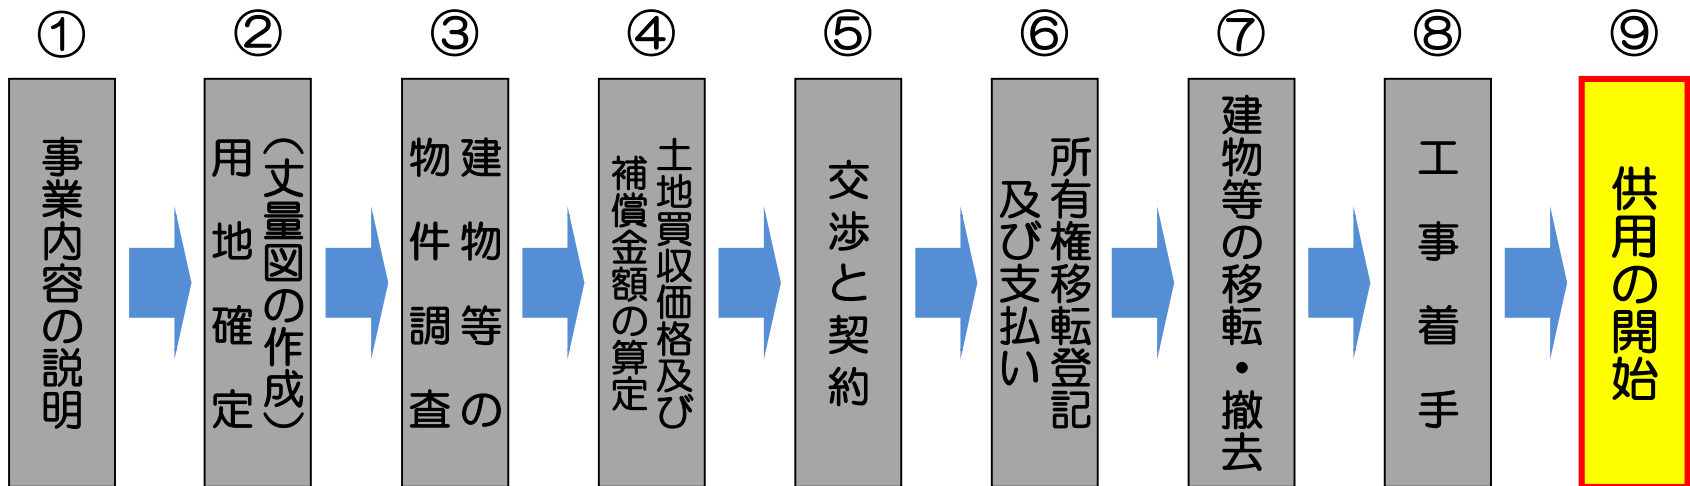 ①
事業内容の説明
②
用地確定
（丈量図の作成）
③
建物等の
物件調査
④
土地買収価格及び
補償金額の算定
⑤
交渉と契約
⑥
所有権移転登記
及び支払い
⑦
建物等の移転・撤去
⑧
工事着手
⑨
供用の開始